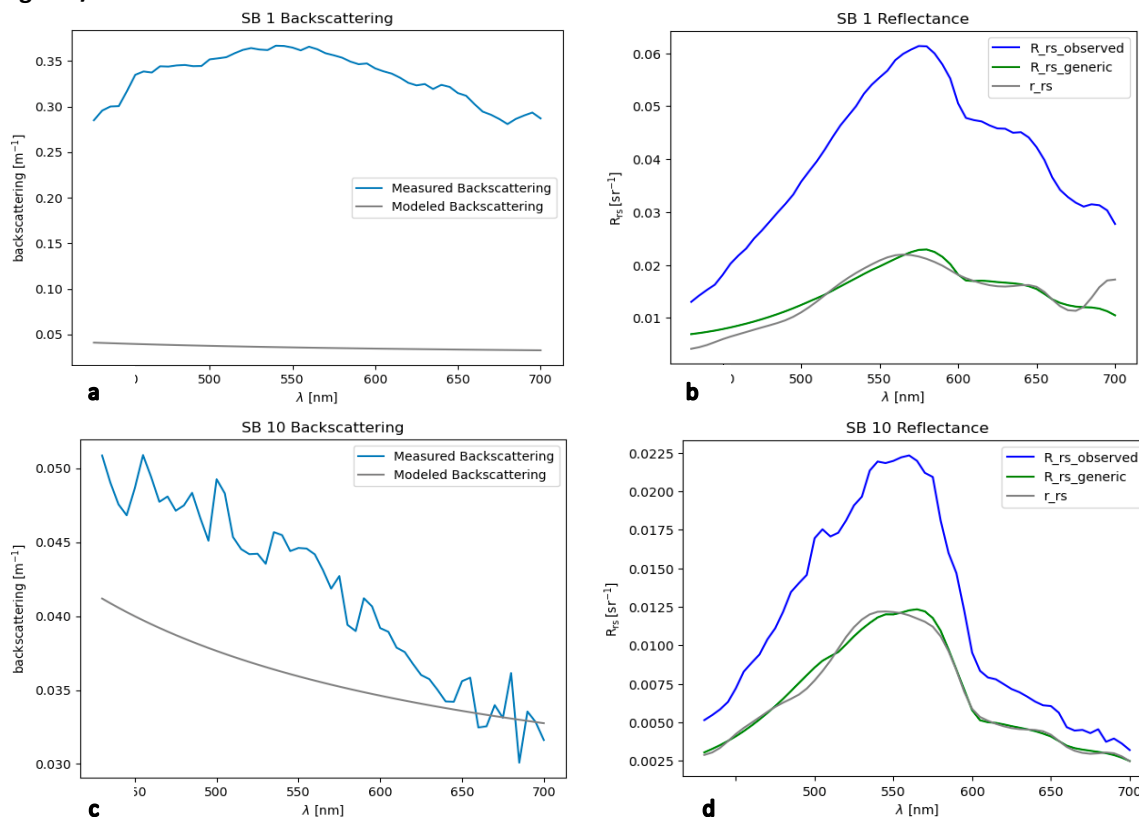 SB 1 Backscattering
backscattering [m⁻¹]
0.35
0.30
0.25
0.20
0.15
0.10
0.05
Measured Backscattering
Modeled Backscattering
500
550
600
650
700
λ [nm]
a
SB 1 Reflectance
R_rs [sr⁻¹]
0.06
0.05
0.04
0.03
0.02
0.01
R_rs_observed
R_rs_generic
r_rs
500
550
600
650
700
λ [nm]
b
SB 10 Backscattering
backscattering [m⁻¹]
0.050
0.045
0.040
0.035
0.030
Measured Backscattering
Modeled Backscattering
50
500
550
600
650
700
λ [nm]
c
SB 10 Reflectance
R_rs [sr⁻¹]
0.0225
0.0200
0.0175
0.0150
0.0125
0.0100
0.0075
0.0050
0.0025
R_rs_observed
R_rs_generic
r_rs
500
550
600
650
700
λ [nm]
d